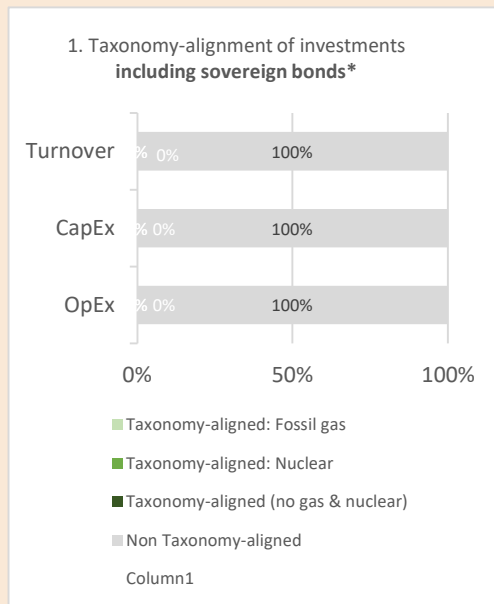 1. Taxonomy-alignment of investments
including sovereign bonds*
Turnover
% 0% 100%
CapEx
% 0% 100%
OpEx
% 0% 100%
0% 50% 100%
Taxonomy-aligned: Fossil gas
Taxonomy-aligned: Nuclear
Taxonomy-aligned (no gas & nuclear)
Non Taxonomy-aligned
Column1